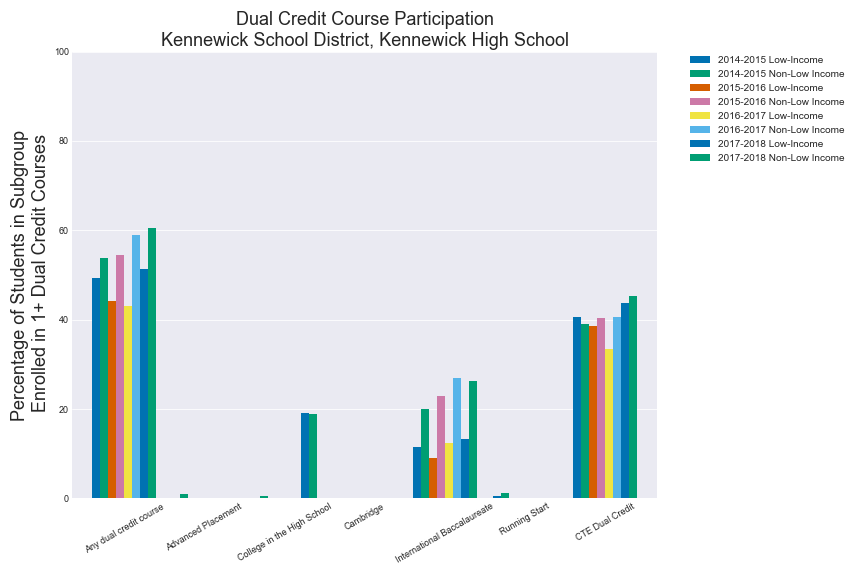 Dual Credit Course Participation
Kennewick School District, Kennewick High School
Percentage of Students in Subgroup
Enrolled in 1+ Dual Credit Courses
100
80
60
40
20
0
Any dual credit course
Advanced Placement
College in the High School
Cambridge
International Baccalaureate
Running Start
CTE Dual Credit
2014-2015 Low-Income
2014-2015 Non-Low Income
2015-2016 Low-Income
2015-2016 Non-Low Income
2016-2017 Low-Income
2016-2017 Non-Low Income
2017-2018 Low-Income
2017-2018 Non-Low Income